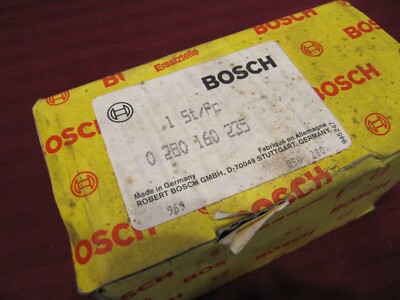 Ersatzteile
BOSCH
BOSCH
1 St/Pc
0 280 160 235
Made in Germany
Fabriqué en Allemagne
ROBERT BOSCH GMBH, D-70049 STUTTGART, GERMANY,
969
BOSCH
BOSCH
BOSCH
BOSCH